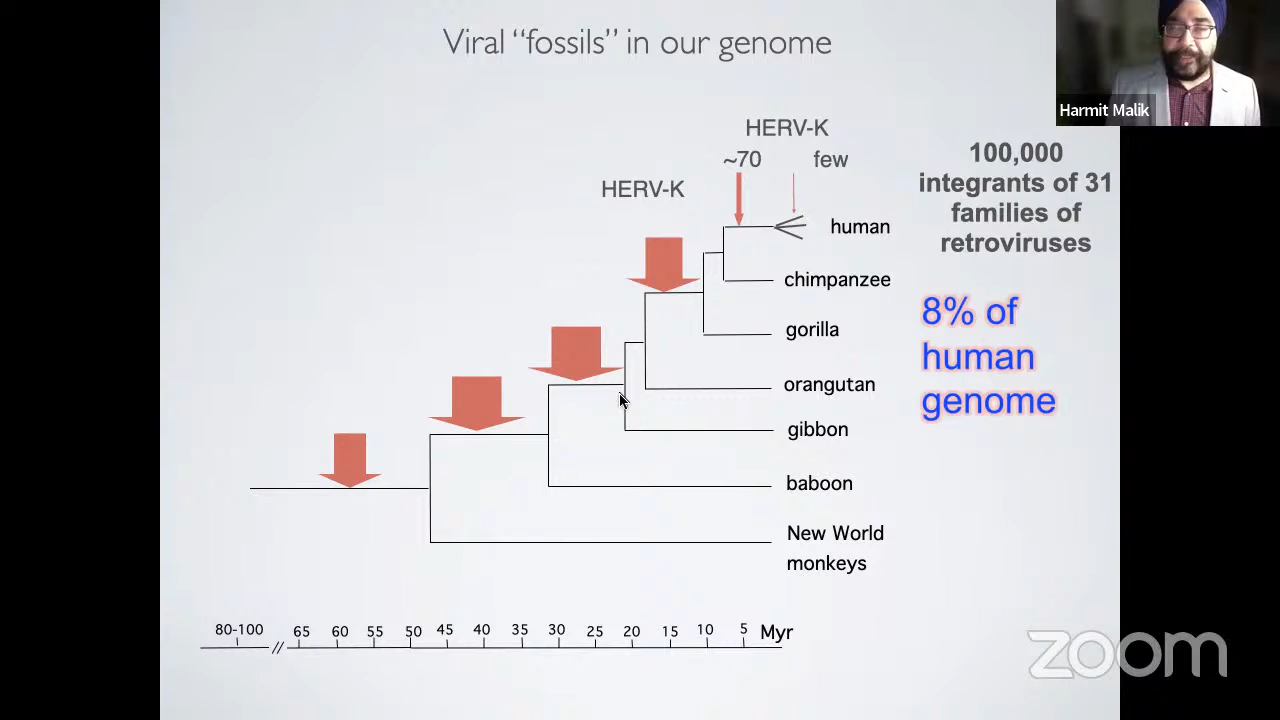 Viral “fossils” in our genome
Harmit Malik
HERV-K
~70 few
HERV-K
100,000
integrants of 31
families of
retroviruses
8% of
human
genome
human
chimpanzee
gorilla
orangutan
gibbon
baboon
New World
monkeys
80-100 // 65 60 55 50 45 40 35 30 25 20 15 10 5 Myr
zoom